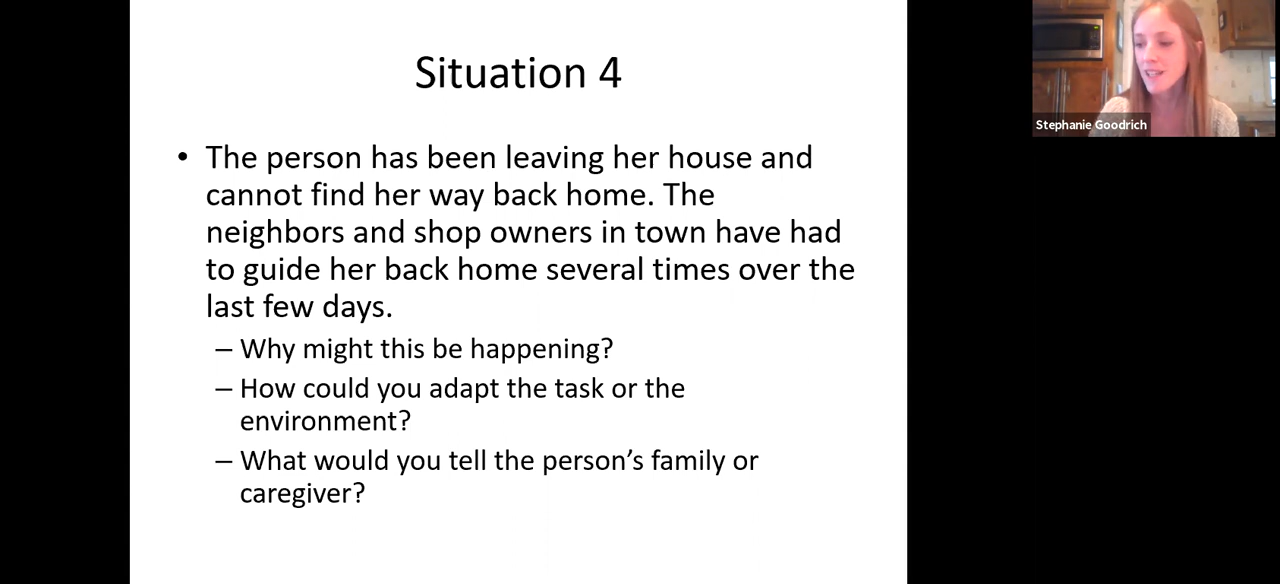 Situation 4
• The person has been leaving her house and
cannot find her way back home. The
neighbors and shop owners in town have had
to guide her back home several times over the
last few days.
– Why might this be happening?
– How could you adapt the task or the
environment?
– What would you tell the person’s family or
caregiver?
Stephanie Goodrich